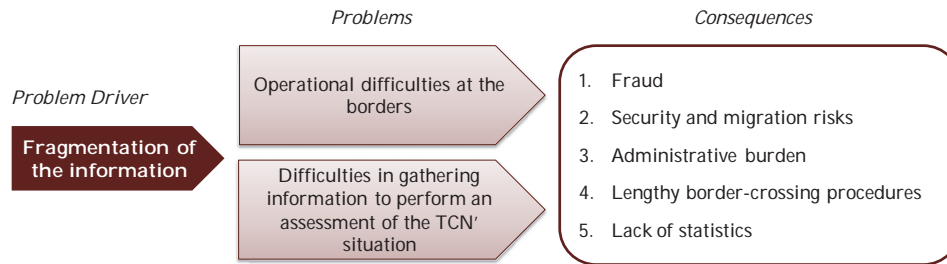 Problems
Consequences
Problem Driver
Fragmentation of
the information
Operational difficulties at the
borders
Difficulties in gathering
information to perform an
assessment of the TCN'
situation
1. Fraud
2. Security and migration risks
3. Administrative burden
4. Lengthy border-crossing procedures
5. Lack of statistics